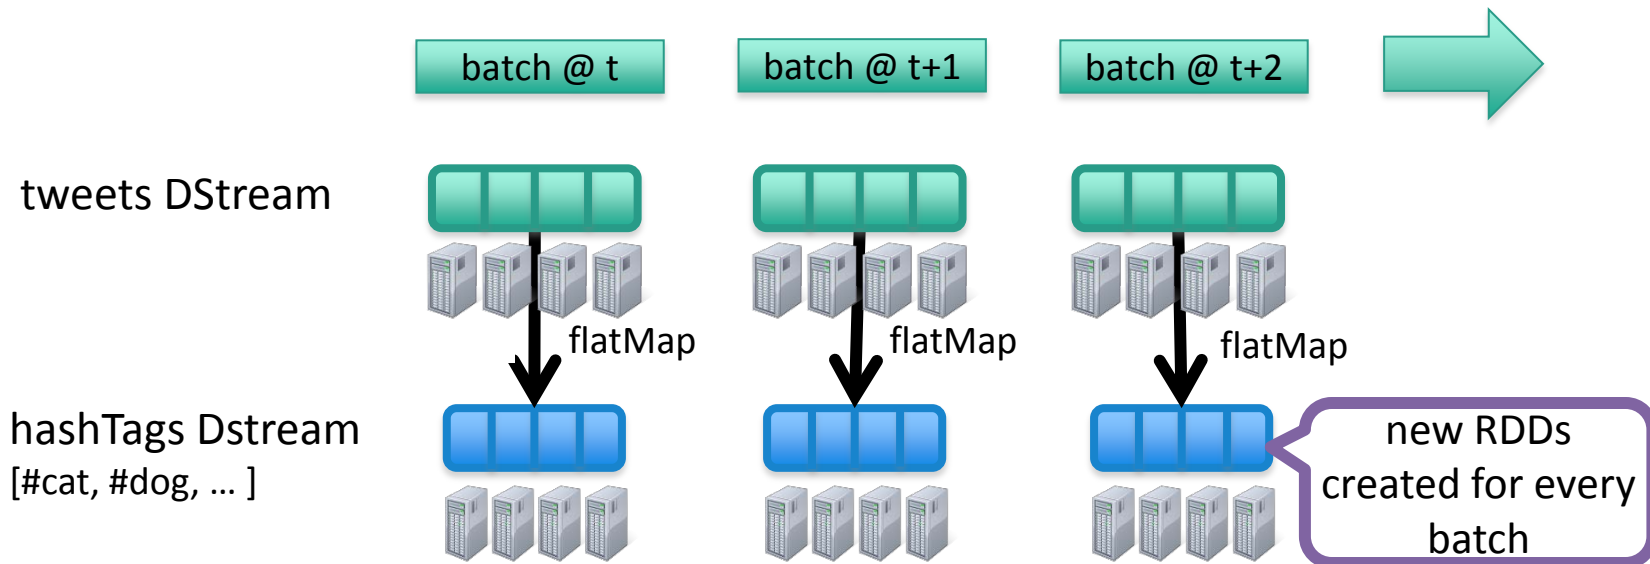 batch @ t
batch @ t+1
batch @ t+2
tweets DStream
flatMap
flatMap
flatMap
hashTags Dstream
[#cat, #dog, … ]
new RDDs
created for every
batch